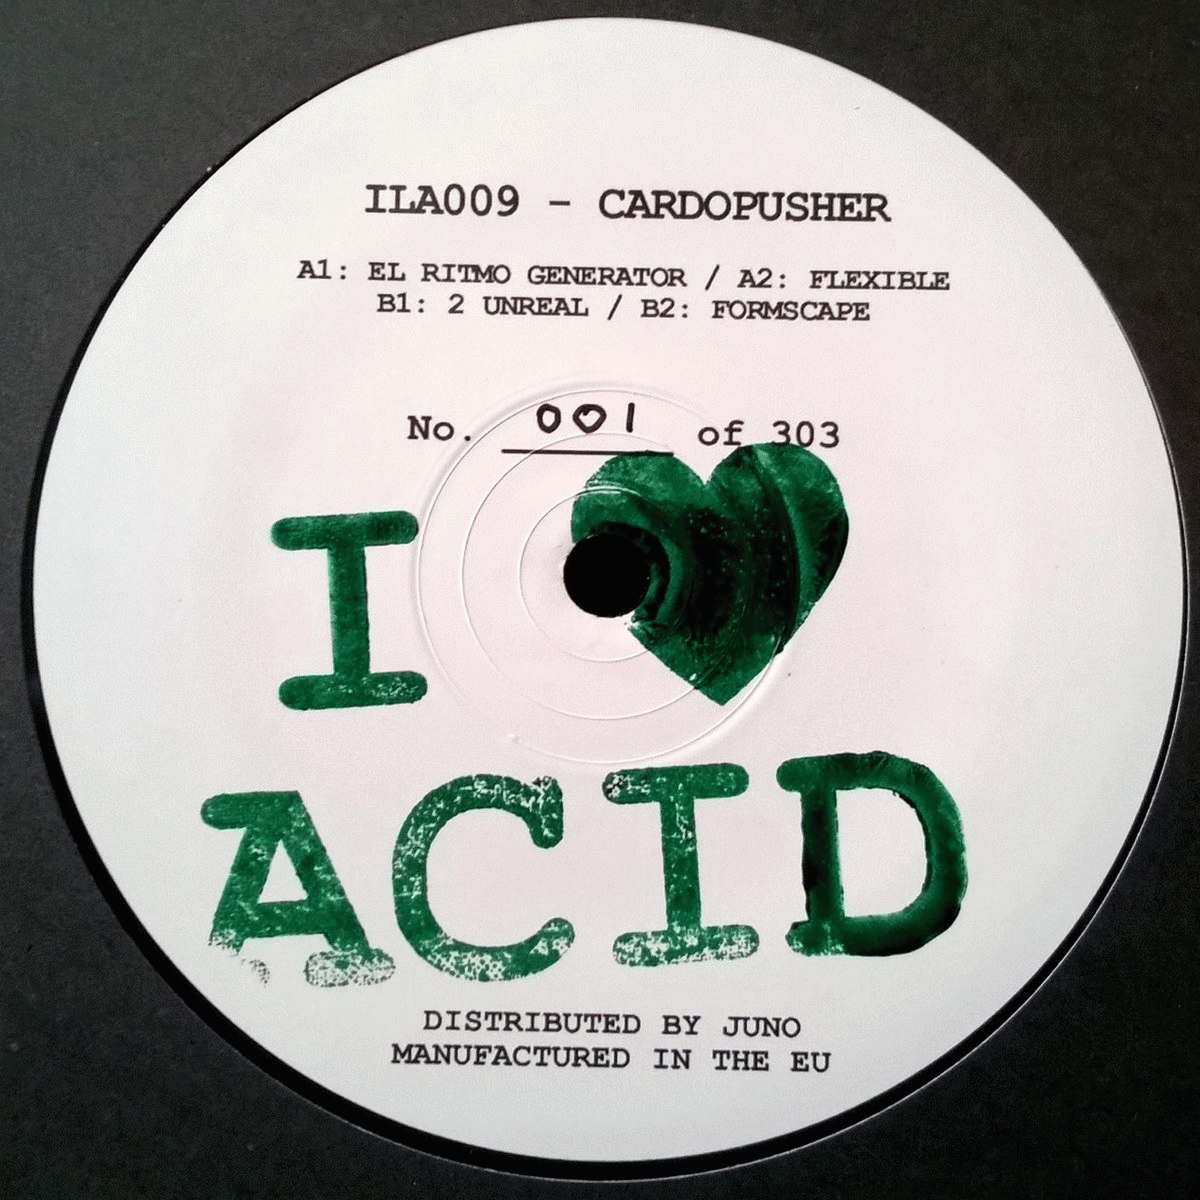 ILA009 - CARDOPUSHER
A1: EL RITMO GENERATOR / A2: FLEXIBLE
B1: 2 UNREAL / B2: FORMSCAPE
No. 001 of 303
I ♥
ACID
DISTRIBUTED BY JUNO
MANUFACTURED IN THE EU